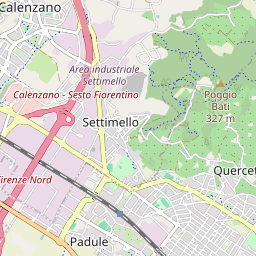 Calenzano
Area industriale
Settimello
Calenzano - Sesto Fiorentino
Poggio
Bati
327 m
Settimello
Quercet
Firenze Nord
Padule